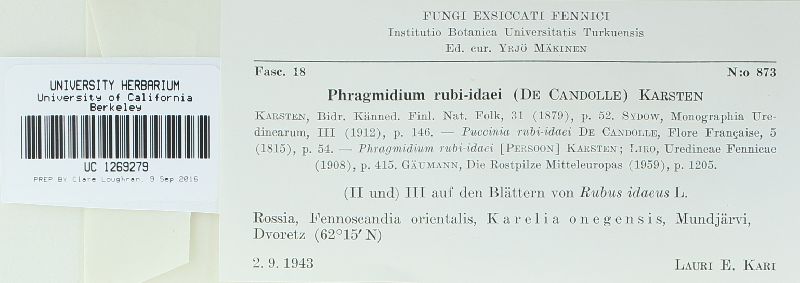 UNIVERSITY HERBARIUM
University of California
Berkeley
UC 1269279
PREP BY Clare Loughran, 9 Sep 2016
FUNGI EXSICCATI FENNICI
Institutio Botanica Universitatis Turkuensis
Ed. cur. YRJÖ MÄKINEN
Fasc. 18 N:o 873
Phragmidium rubi-idaei (DE CANDOLLE) KARSTEN
KARSTEN, Bidr. Känned. Finl. Nat. Folk, 31 (1879), p. 52. SYDOW, Monographia Ure-
dinearum, III (1912), p. 146. — Puccinia rubi-idaei DE CANDOLLE, Flore Française, 5
(1815), p. 54. — Phragmidium rubi-idaei [PERSOON] KARSTEN; LIRO, Uredineae Fennicae
(1908), p. 415. GÄUMANN, Die Rostpilze Mitteleuropas (1959), p. 1205.
(II und) III auf den Blättern von Rubus idaeus L.
Rossia, Fennoscandia orientalis, Karelia onegensis, Mundjärvi,
Dvoretz (62°15' N)
2. 9. 1943 LAURI E. KARI